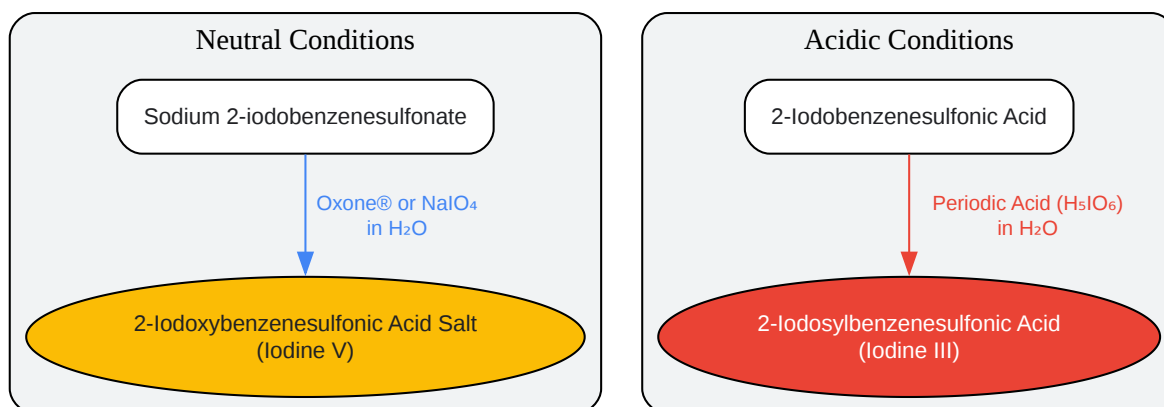 Neutral Conditions
Sodium 2-iodobenzenesulfonate
Oxone® or NaIO₄
in H₂O
2-Iodoxybenzenesulfonic Acid Salt
(Iodine V)
Acidic Conditions
2-Iodobenzenesulfonic Acid
Periodic Acid (H₅IO₆)
in H₂O
2-Iodosylbenzenesulfonic Acid
(Iodine III)